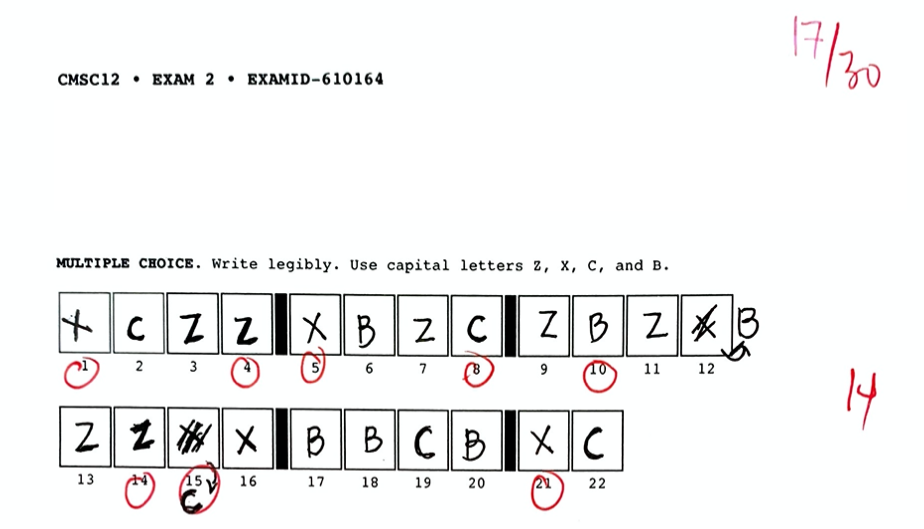 17/30
CMSC12 • EXAM 2 • EXAMID-610164
MULTIPLE CHOICE. Write legibly. Use capital letters Z, X, C, and B.
X C Z Z X B Z C Z B Z X B
1 2 3 4 5 6 7 8 9 10 11 12
14
Z Z X B B C B X C
13 14 15 16 17 18 19 20 21 22
C